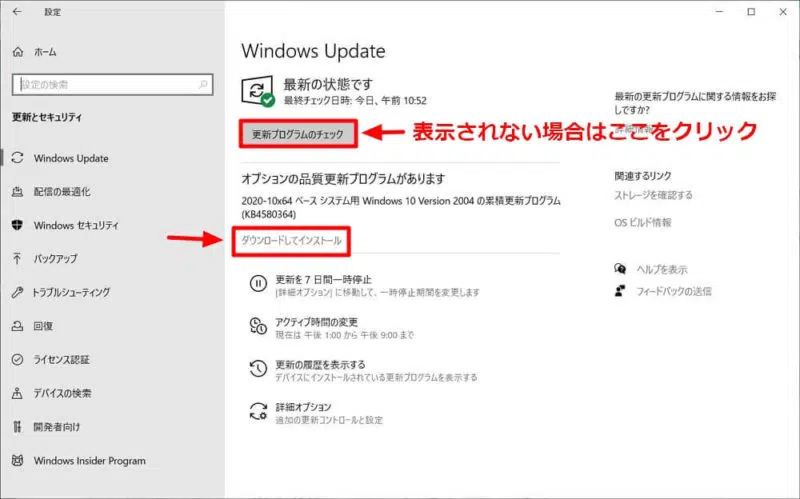 設定
ホーム
設定の検索
更新とセキュリティ
Windows Update
配信の最適化
Windows セキュリティ
バックアップ
トラブルシューティング
回復
ライセンス認証
デバイスの検索
開発者向け
Windows Insider Program
Windows Update
最新の状態です
最終チェック日時: 今日、午前 10:52
更新プログラムのチェック
表示されない場合はここをクリック
オプションの品質更新プログラムがあります
2020-10x64 ベース システム用 Windows 10 Version 2004 の累積更新プログラム
(KB4580364)
ダウンロードしてインストール
更新を 7 日間一時停止
[詳細オプション] に移動して、一時停止期間を変更します
アクティブ時間の変更
現在は 午後 1:00 から 午後 9:00 まで
更新の履歴を表示する
デバイスにインストールされている更新プログラムを表示する
詳細オプション
追加の更新コントロールと設定
最新の更新プログラムに関する情報をお探
しですか?
詳細情報
関連するリンク
ストレージを確認する
OS ビルド情報
ヘルプを表示
フィードバックの送信